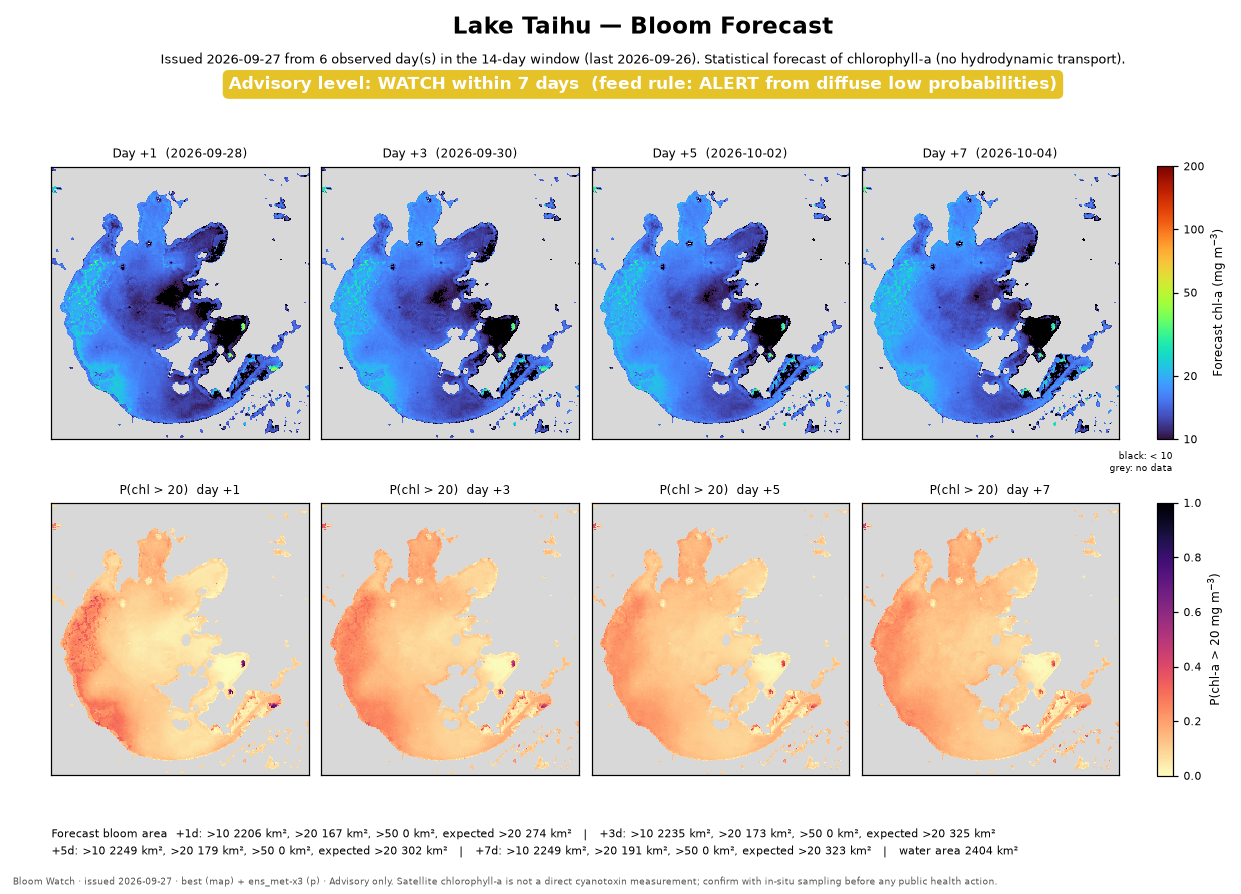 Lake Taihu — Bloom Forecast
Issued 2026-09-27 from 6 observed day(s) in the 14-day window (last 2026-09-26). Statistical forecast of chlorophyll-a (no hydrodynamic transport).
Advisory level: WATCH within 7 days  (feed rule: ALERT from diffuse low probabilities)
Day +1  (2026-09-28)
Day +3  (2026-09-30)
Day +5  (2026-10-02)
Day +7  (2026-10-04)
200
100
50
20
10
Forecast chl-a (mg m⁻³)
black: < 10
grey: no data
P(chl > 20)  day +1
P(chl > 20)  day +3
P(chl > 20)  day +5
P(chl > 20)  day +7
1.0
0.8
0.6
0.4
0.2
0.0
P(chl-a > 20 mg m⁻³)
Forecast bloom area  +1d: >10 2206 km², >20 167 km², >50 0 km², expected >20 274 km²  |  +3d: >10 2235 km², >20 173 km², >50 0 km², expected >20 325 km²
+5d: >10 2249 km², >20 179 km², >50 0 km², expected >20 302 km²  |  +7d: >10 2249 km², >20 191 km², >50 0 km², expected >20 323 km²  |  water area 2404 km²
Bloom Watch · issued 2026-09-27 · best (map) + ens_met-x3 (p) · Advisory only. Satellite chlorophyll-a is not a direct cyanotoxin measurement; confirm with in-situ sampling before any public health action.